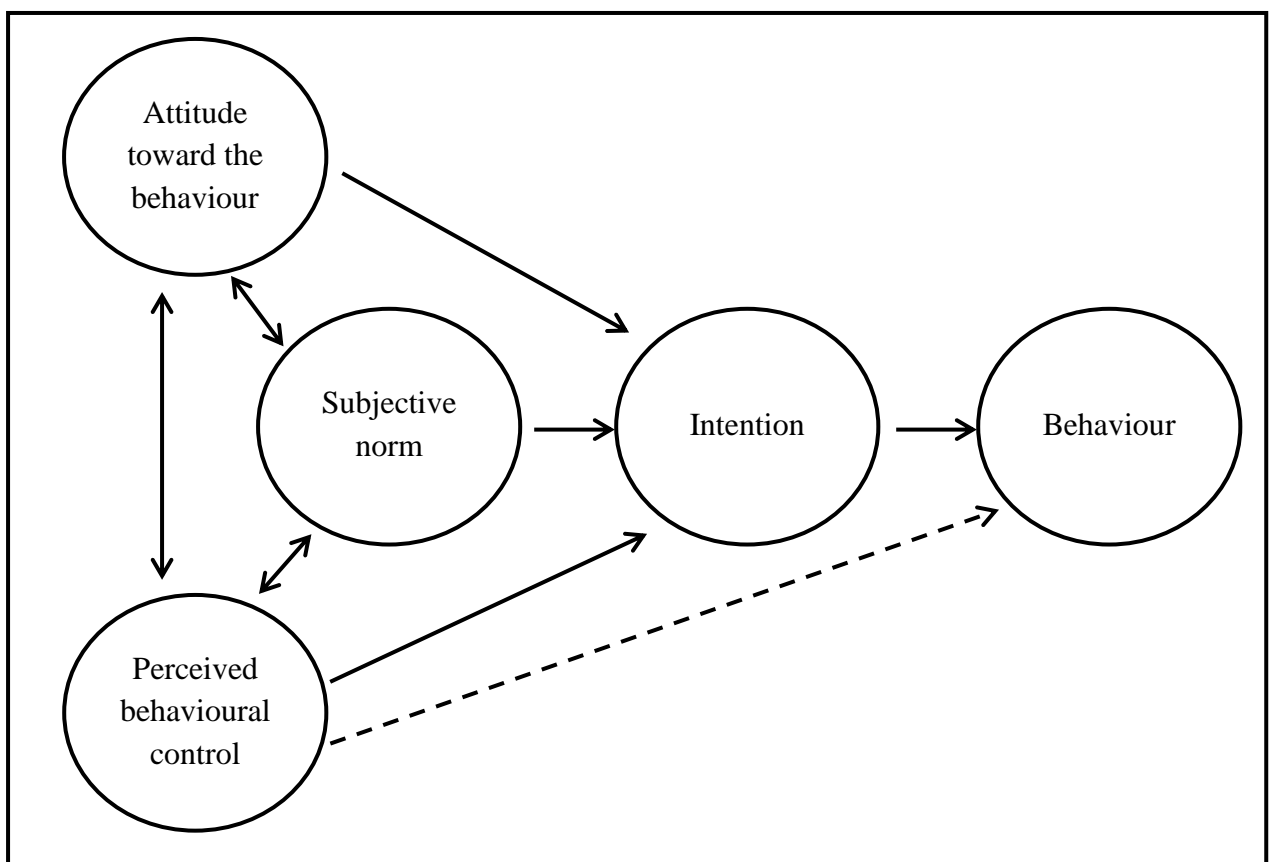 Attitude
toward the
behaviour
Subjective
norm
Intention
Behaviour
Perceived
behavioural
control